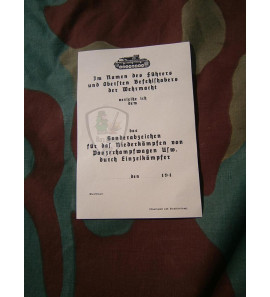 Im Namen des Führers
und Obersten Befehlshabers
der Wehrmacht
verleihe ich
dem
das
Sonderabzeichen
für das Niederkämpfen von
Panzerkampfwagen Usw.
durch Einzelkämpfer
den 194